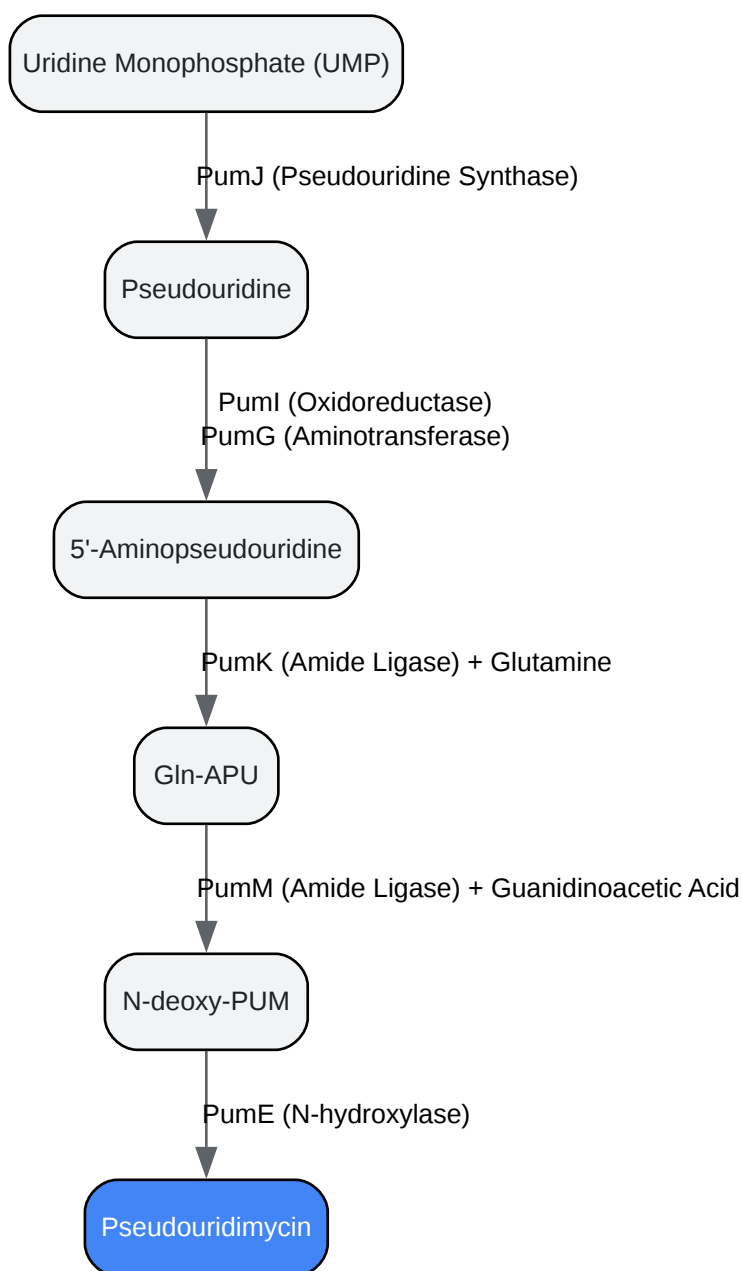 Uridine Monophosphate (UMP)
PumJ (Pseudouridine Synthase)
Pseudouridine
PumI (Oxidoreductase)
PumG (Aminotransferase)
5'-Aminopseudouridine
PumK (Amide Ligase) + Glutamine
Gln-APU
PumM (Amide Ligase) + Guanidinoacetic Acid
N-deoxy-PUM
PumE (N-hydroxylase)
Pseudouridimycin